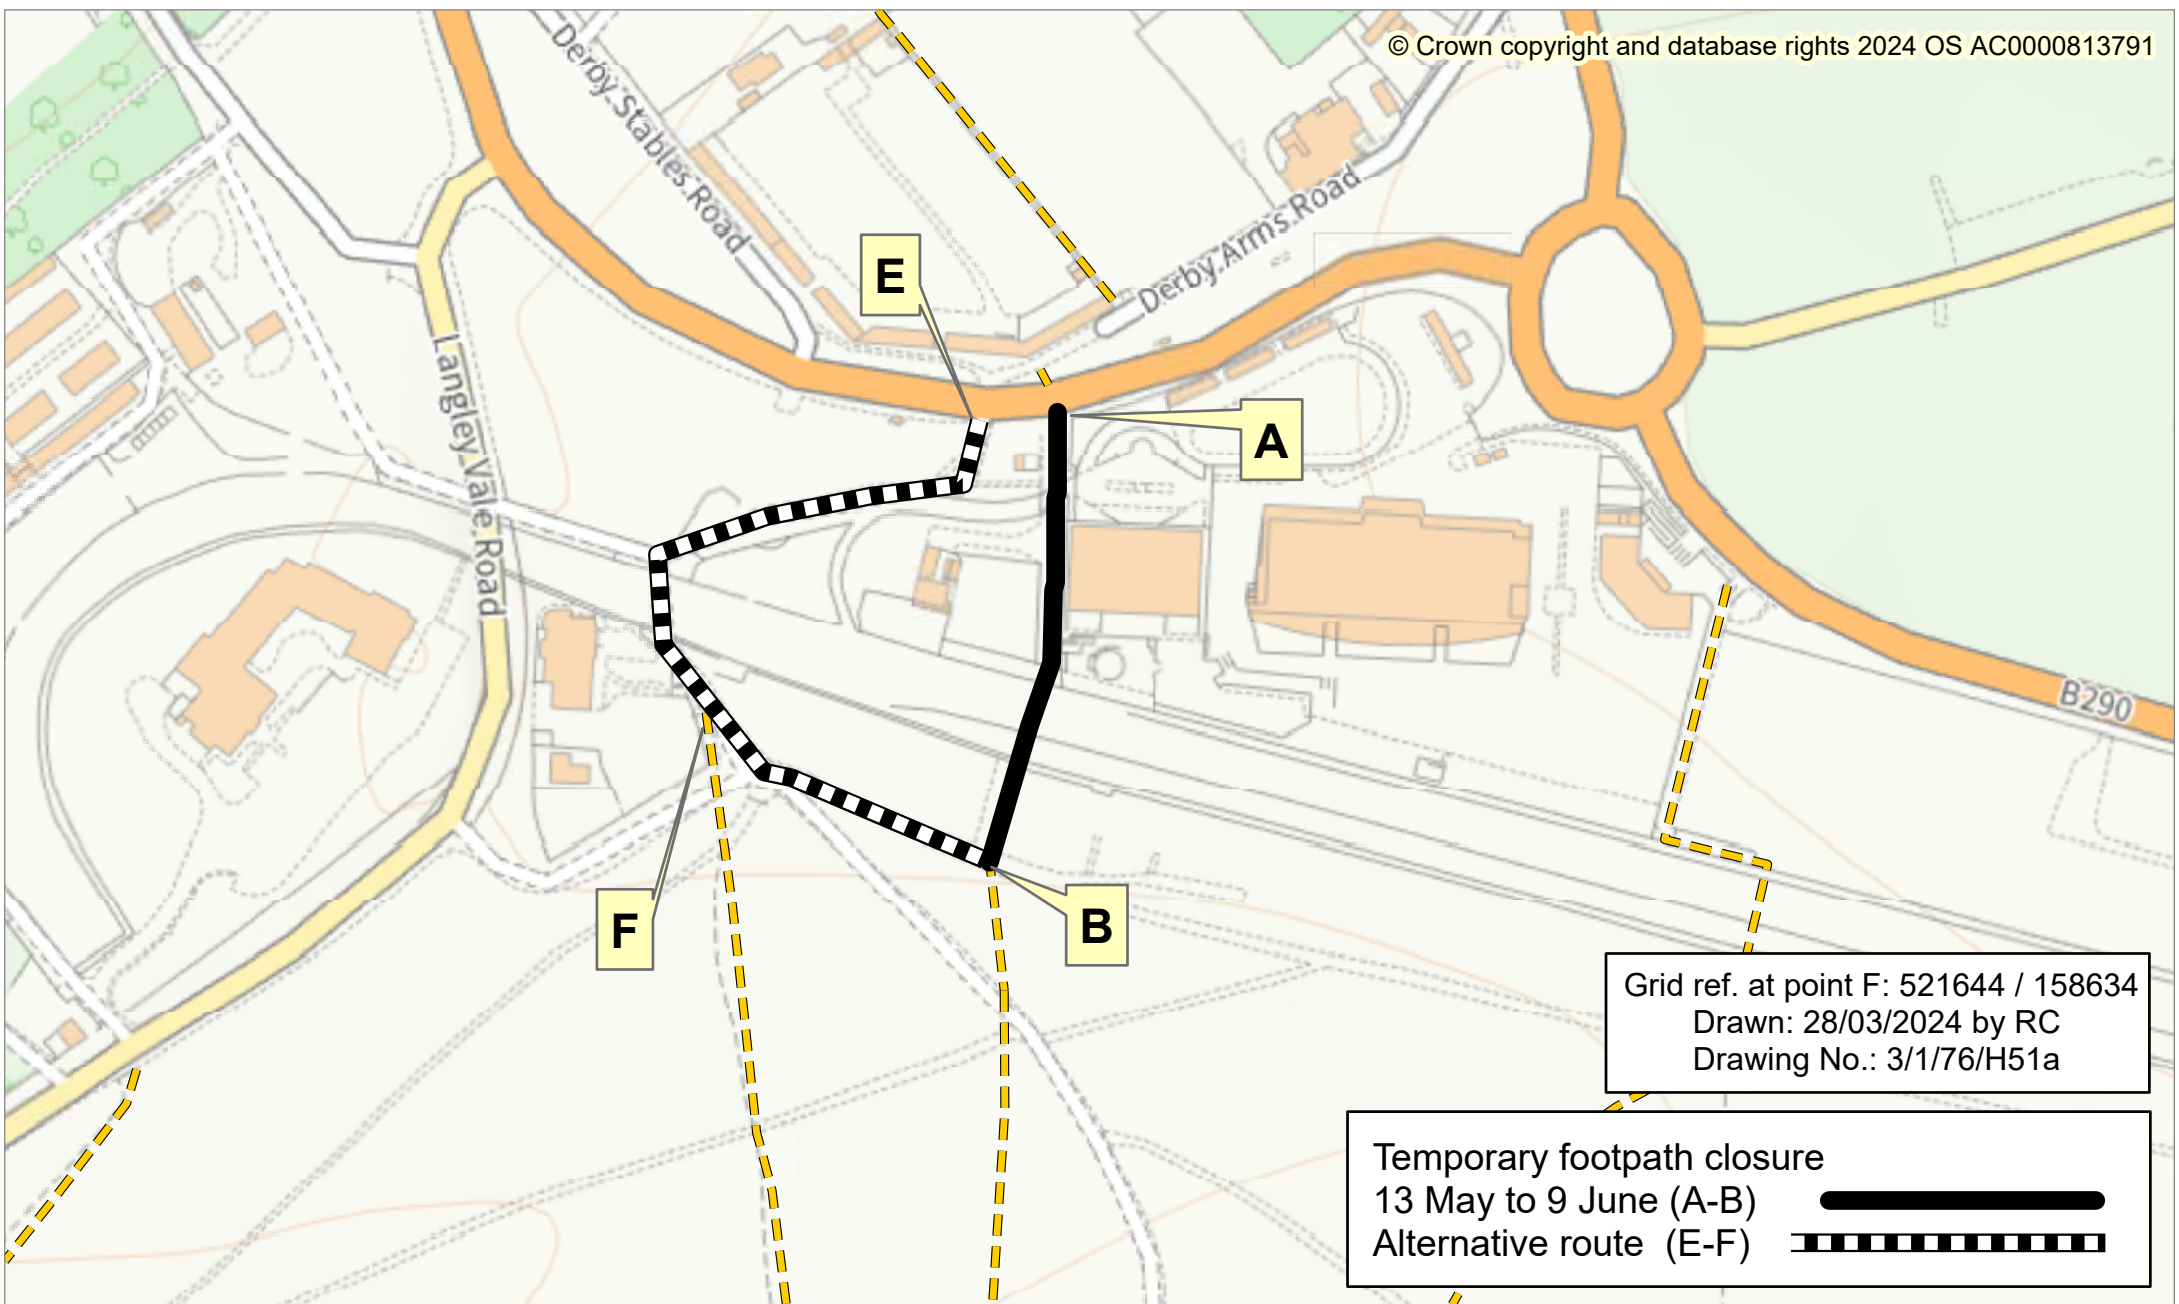 © Crown copyright and database rights 2024 OS AC0000813791
Derby Stables Road
Derby Arms Road
E
A
Langley Vale Road
B290
F
B
Grid ref. at point F: 521644 / 158634
Drawn: 28/03/2024 by RC
Drawing No.: 3/1/76/H51a
Temporary footpath closure
13 May to 9 June (A-B)
Alternative route (E-F)